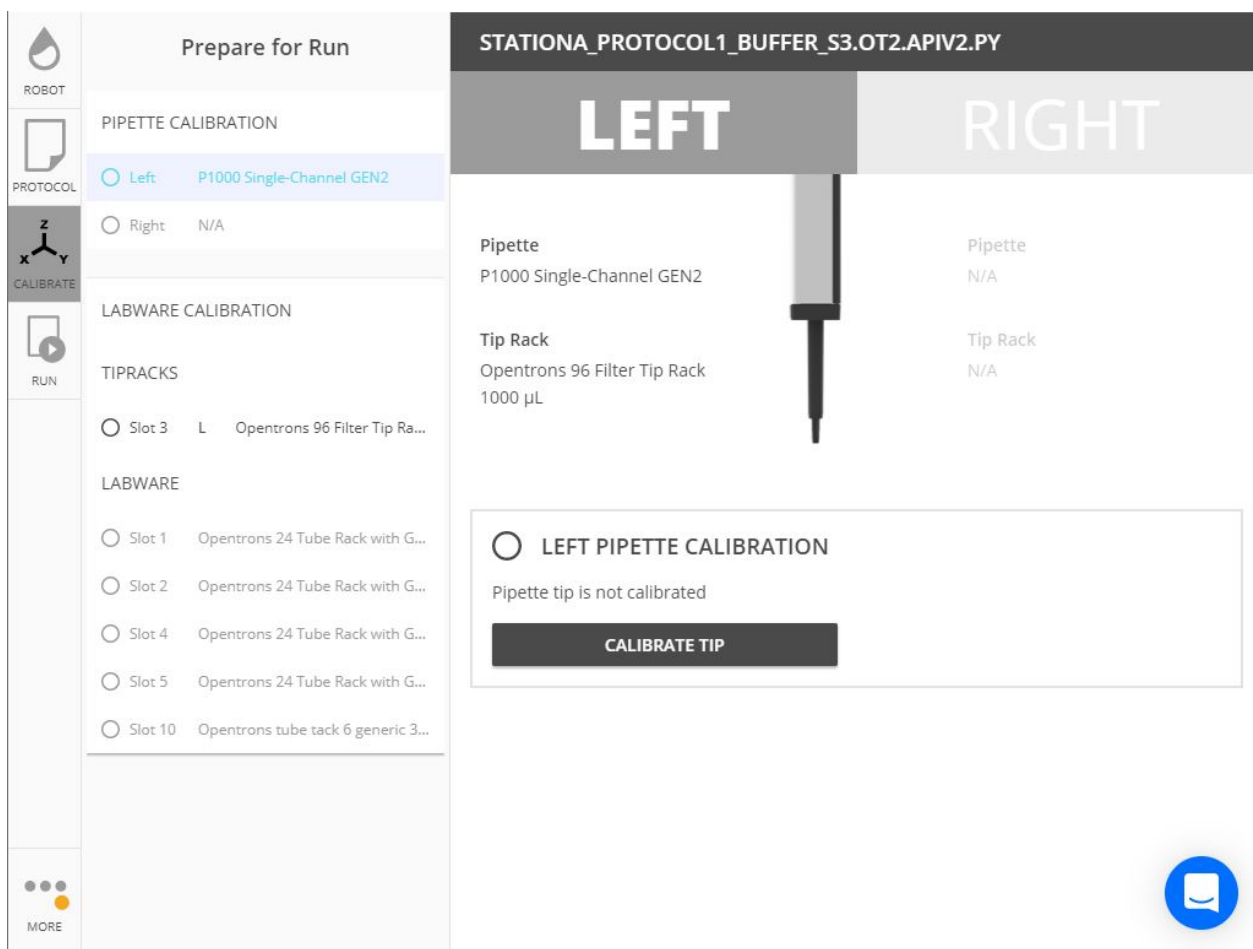 ROBOT
PROTOCOL
Z
X Y
CALIBRATE
RUN
MORE
Prepare for Run
PIPETTE CALIBRATION
Left P1000 Single-Channel GEN2
Right N/A
LABWARE CALIBRATION
TIPRACKS
Slot 3 L Opentrons 96 Filter Tip Ra...
LABWARE
Slot 1 Opentrons 24 Tube Rack with G...
Slot 2 Opentrons 24 Tube Rack with G...
Slot 4 Opentrons 24 Tube Rack with G...
Slot 5 Opentrons 24 Tube Rack with G...
Slot 10 Opentrons tube tack 6 generic 3...
STATIONA_PROTOCOL1_BUFFER_S3.OT2.APIV2.PY
LEFT RIGHT
Pipette
P1000 Single-Channel GEN2
Tip Rack
Opentrons 96 Filter Tip Rack
1000 µL
Pipette
N/A
Tip Rack
N/A
LEFT PIPETTE CALIBRATION
Pipette tip is not calibrated
CALIBRATE TIP